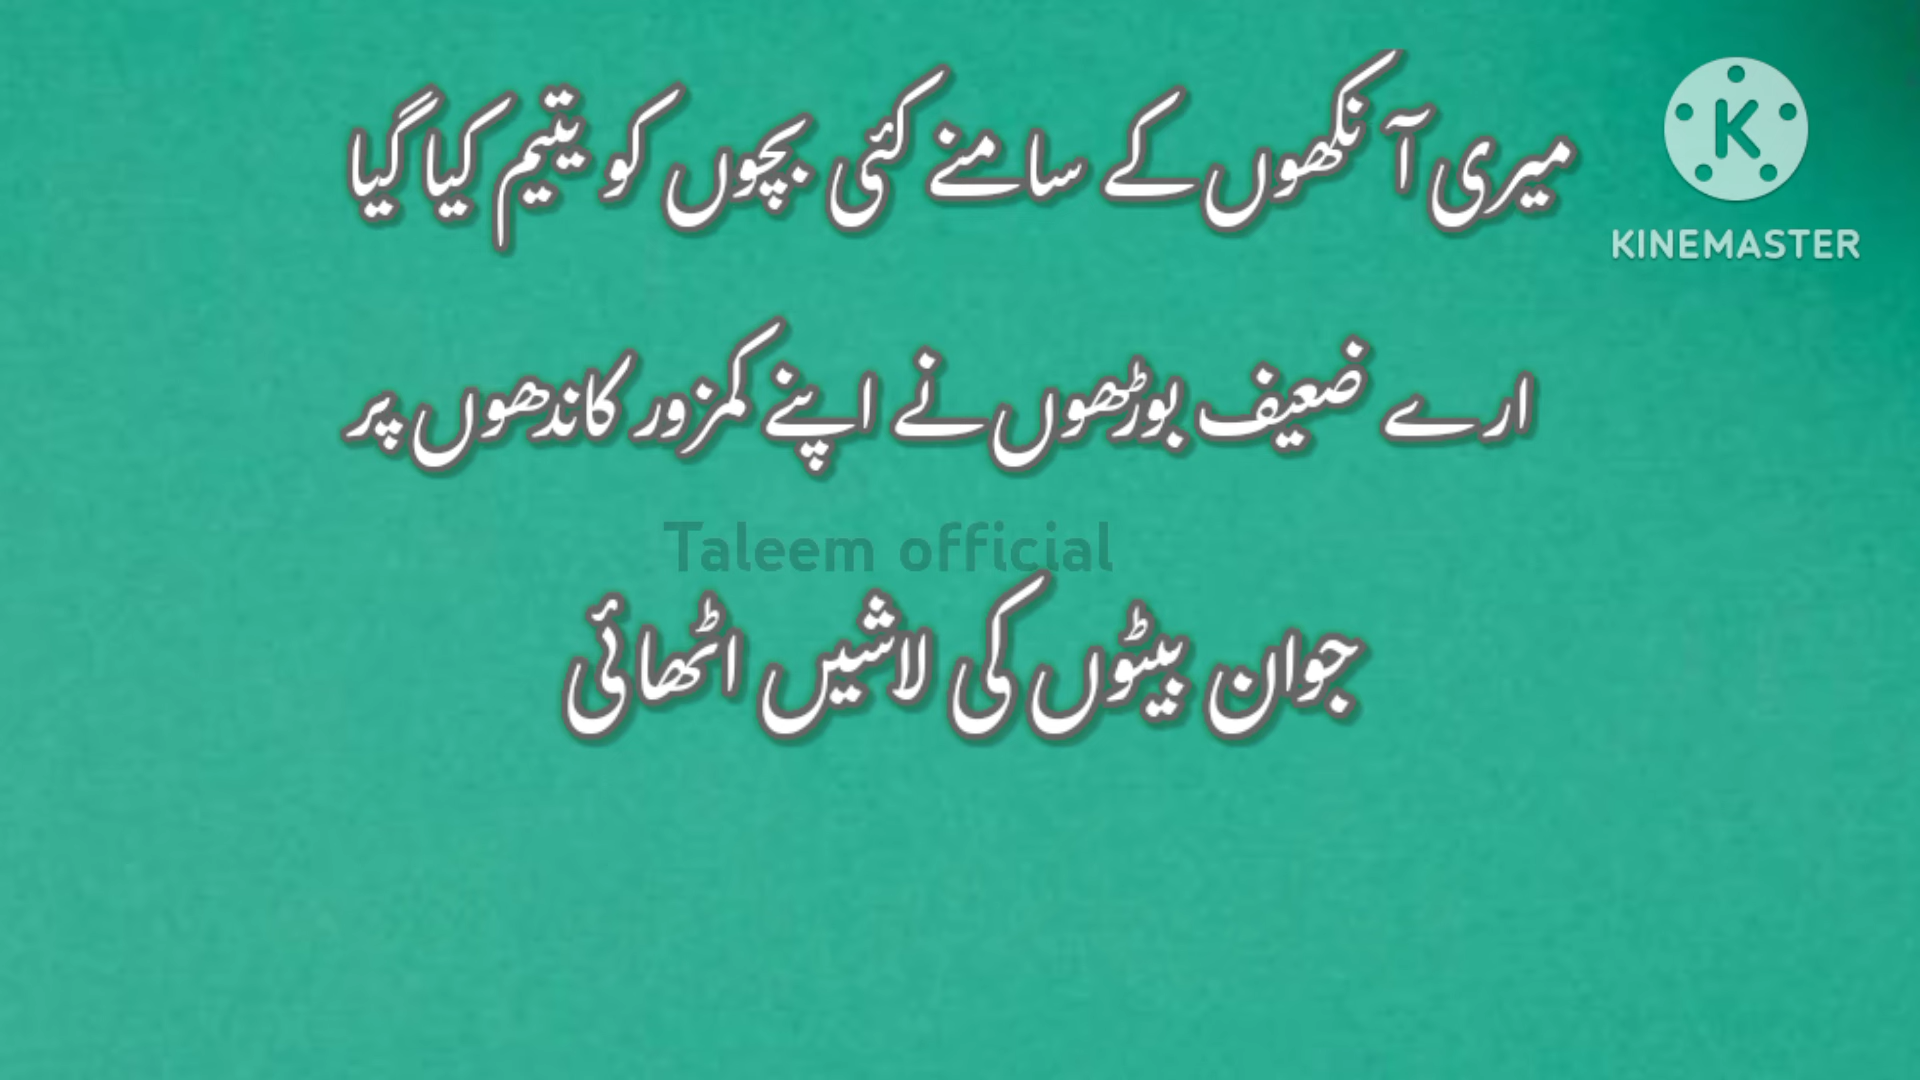 میری آنکھوں کے سامنے کئی بچوں کو یتیم کیا گیا
K
KINEMASTER
ارے ضعیف بوڑھوں نے اپنے کمزور کاندھوں پر
Taleem official
جوان بیٹوں کی لاشیں اٹھائی